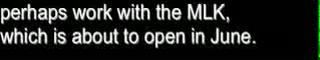 perhaps work with the MLK,
which is about to open in June.